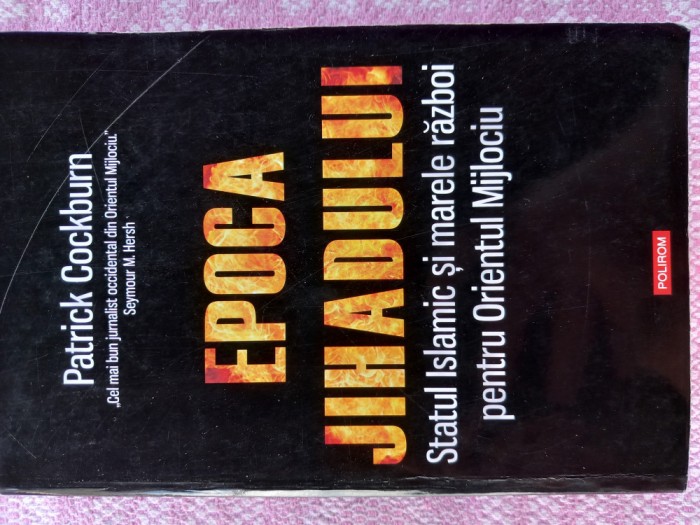 Patrick Cockburn
„Cel mai bun jurnalist occidental din Orientul Mijlociu.”
Seymour M. Hersh
EPOCA
JIHADULUI
Statul Islamic și marele război
pentru Orientul Mijlociu
POLIROM